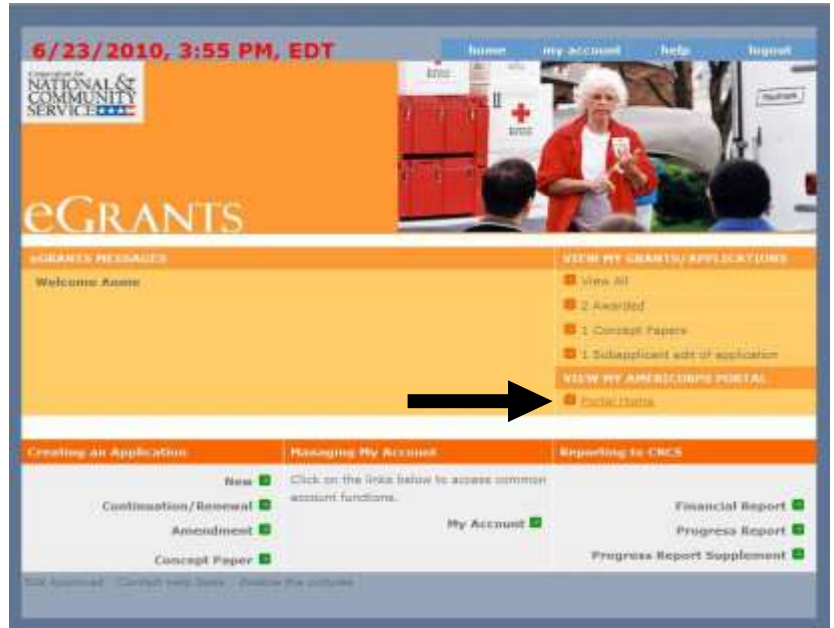 6/23/2010, 3:55 PM, EDT
home my account help logout
Corporation for
NATIONAL &
COMMUNITY
SERVICE
eGRANTS
eGRANTS MESSAGES
VIEW MY GRANTS/APPLICATIONS
Welcome
View All
2 Awarded
1 Concept Papers
1 Subapplicant edit of application
VIEW MY AMERICORPS PORTAL
Portal Home
Creating an Application
Managing My Account
Reporting to CNCS
New
Click on the links below to access common
account functions.
Continuation/Renewal
Financial Report
My Account
Amendment
Progress Report
Concept Paper
Progress Report Supplement
Contact Help Desk